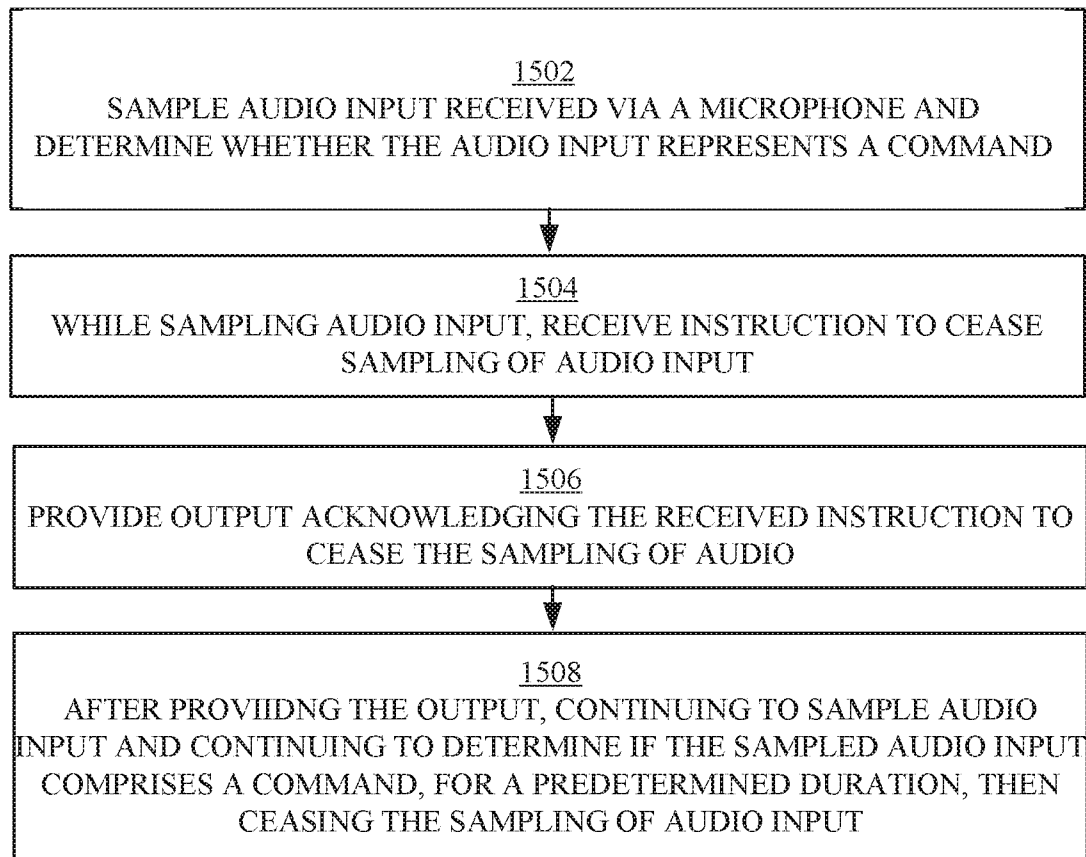 1502
SAMPLE AUDIO INPUT RECEIVED VIA A MICROPHONE AND
DETERMINE WHETHER THE AUDIO INPUT REPRESENTS A COMMAND
1504
WHILE SAMPLING AUDIO INPUT, RECEIVE INSTRUCTION TO CEASE
SAMPLING OF AUDIO INPUT
1506
PROVIDE OUTPUT ACKNOWLEDGING THE RECEIVED INSTRUCTION TO
CEASE THE SAMPLING OF AUDIO
1508
AFTER PROVIIDNG THE OUTPUT, CONTINUING TO SAMPLE AUDIO
INPUT AND CONTINUING TO DETERMINE IF THE SAMPLED AUDIO INPUT
COMPRISES A COMMAND, FOR A PREDETERMINED DURATION, THEN
CEASING THE SAMPLING OF AUDIO INPUT